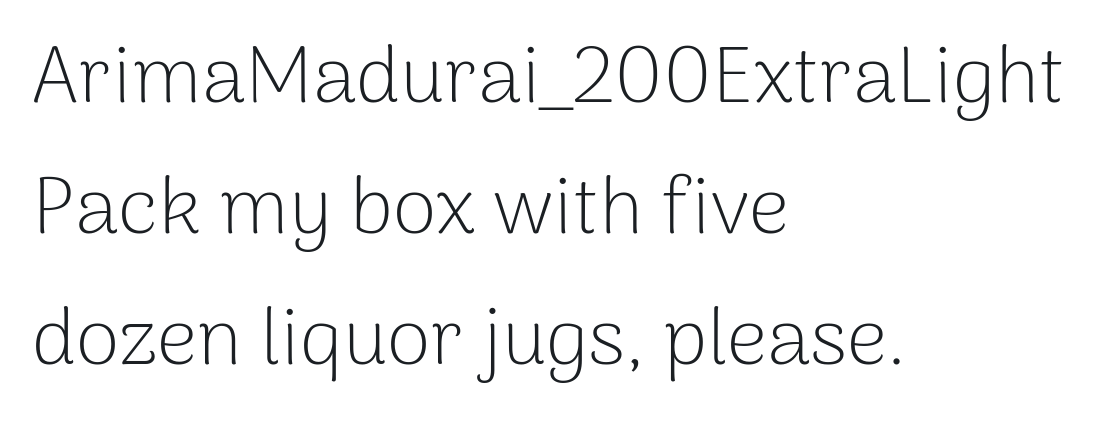 ArimaMadurai_200ExtraLight
Pack my box with five
dozen liquor jugs, please.